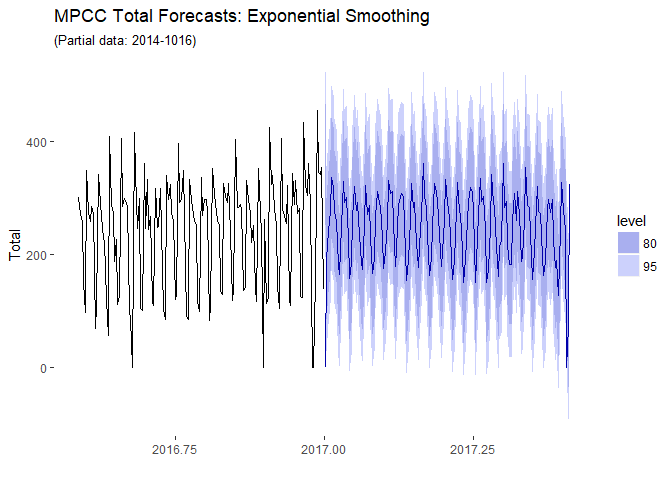 MPCC Total Forecasts: Exponential Smoothing
(Partial data: 2014-1016)
400
200
0
Total
2016.75
2017.00
2017.25
level
80
95